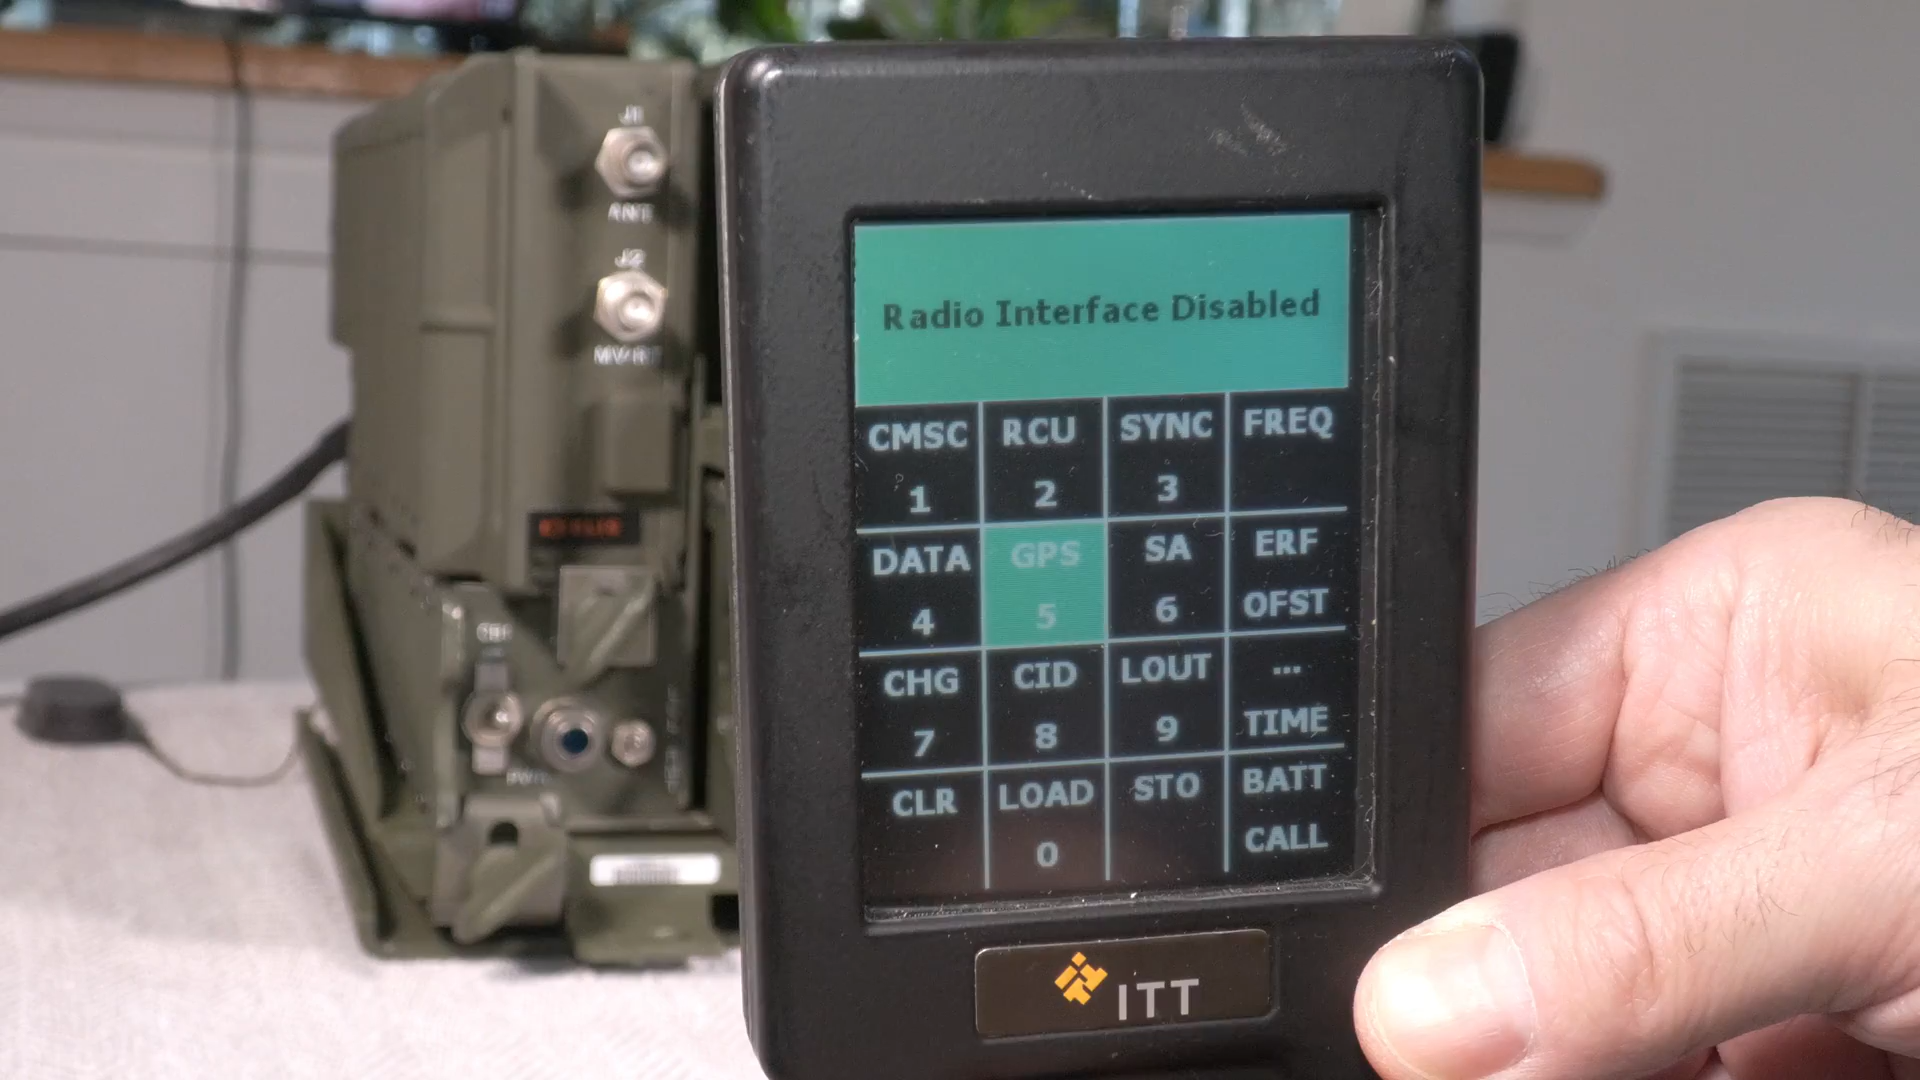 J1
ANT
J2
Radio Interface Disabled
CMSC RCU SYNC FREQ
1 2 3
DATA GPS SA ERF
4 5 6 OFST
CHG CID LOUT ...
7 8 9 TIME
CLR LOAD STO BATT
0 CALL
ITT